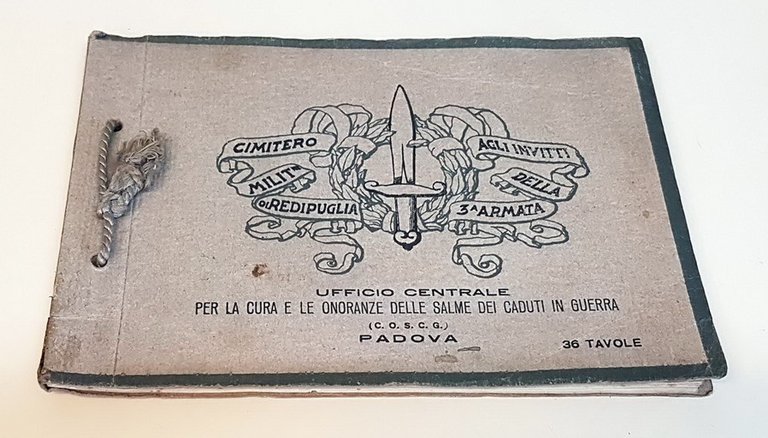 CIMITERO
MILITRE
DI REDIPUGLIA
AGLI INVITTI
DELLA
3ª ARMATA
UFFICIO CENTRALE
PER LA CURA E LE ONORANZE DELLE SALME DEI CADUTI IN GUERRA
(C. O. S. C. G.)
PADOVA
36 TAVOLE